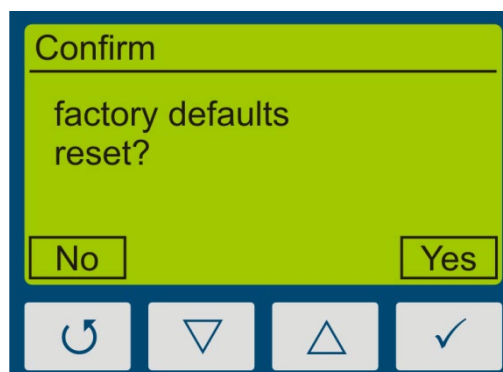 Confirm
factory defaults
reset?
No
Yes